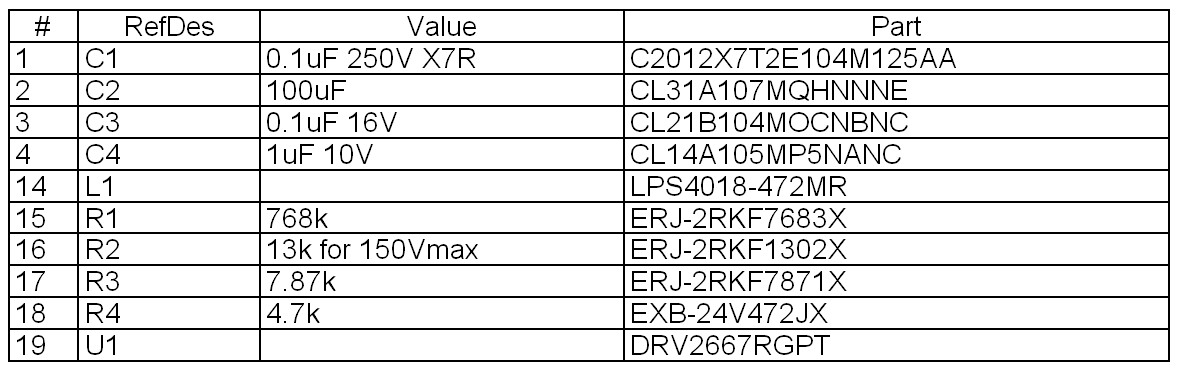 # RefDes Value Part
1 C1 0.1uF 250V X7R C2012X7T2E104M125AA
2 C2 100uF CL31A107MQHNNNE
3 C3 0.1uF 16V CL21B104MOCNBNC
4 C4 1uF 10V CL14A105MP5NANC
14 L1 LPS4018-472MR
15 R1 768k ERJ-2RKF7683X
16 R2 13k for 150Vmax ERJ-2RKF1302X
17 R3 7.87k ERJ-2RKF7871X
18 R4 4.7k EXB-24V472JX
19 U1 DRV2667RGPT